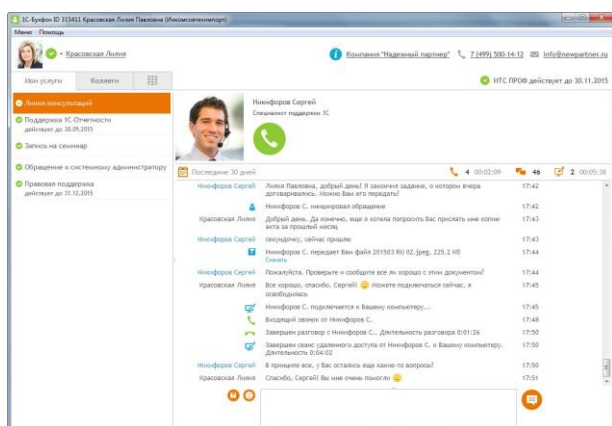 1С-Бухфон ID 315411 Красовская Лилия Павловна (Инкомсовтехимпорт)
Меню Помощь
Красовская Лилия
Компания "Надежный партнер" 7 (499) 500-14-12 info@newpartner.ru
Мои услуги Коллеги
ИТС ПРОФ действует до 30.11.2015
Линия консультаций
Поддержка 1С-Отчетности
действует до 30.09.2015
Запись на семинар
Обращение к системному администратору
Правовая поддержка
действует до 31.12.2015
Никифоров Сергей
Специалист поддержки 1С
Последние 30 дней 4 00:02:09 46 2 00:05:38
Никифоров Сергей Лилия Павловна, добрый день! Я закончил задание, о котором вчера 17:42
договаривались. Можно Вам его передать?
Никифоров С. инициировал обращение 17:42
Красовская Лилия Добрый день. Да конечно, еще я хотела попросить Вас прислать мне копию 17:43
акта за прошлый месяц
Никифоров Сергей секундочку, сейчас пришлю 17:43
Никифоров С. передает Вам файл 201503 RU 02.jpeg, 225.2 Кб 17:44
Скачать
Никифоров Сергей Пожалуйста. Проверьте и сообщите все ли хорошо с этим документом? 17:44
Красовская Лилия Все хорошо, спасибо, Сергей! Можете подключаться сейчас, я 17:45
освободилась
Никифоров С. подключается к Вашему компьютеру... 17:45
Входящий звонок от Никифоров С. 17:48
Завершен разговор с Никифоров С.. Длительность разговора 0:01:26 17:50
Завершен сеанс удаленного доступа от Никифоров С. к Вашему компьютеру. 17:50
Длительность 0:04:02
Никифоров Сергей В принципе все, у Вас остались еще какие-то вопросы? 17:50
Красовская Лилия Спасибо, Сергей! Вы мне очень помогли 17:51